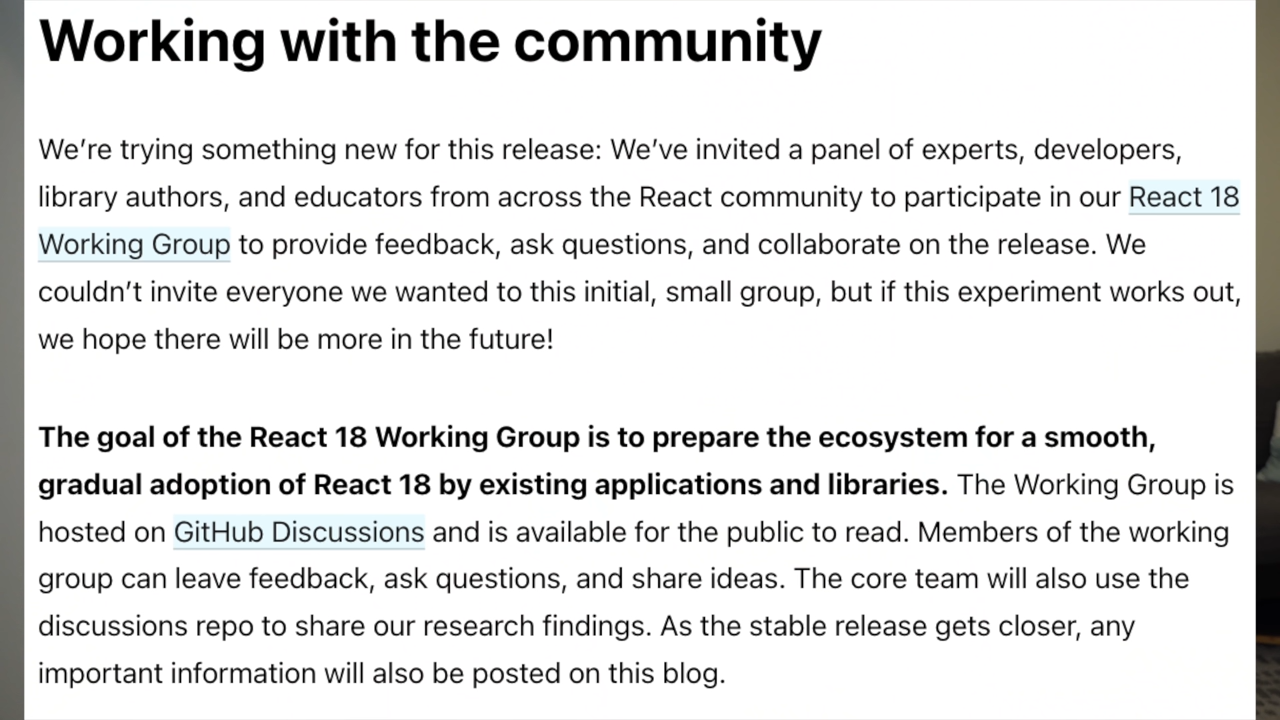 Working with the community
We’re trying something new for this release: We’ve invited a panel of experts, developers,
library authors, and educators from across the React community to participate in our React 18
Working Group to provide feedback, ask questions, and collaborate on the release. We
couldn’t invite everyone we wanted to this initial, small group, but if this experiment works out,
we hope there will be more in the future!
The goal of the React 18 Working Group is to prepare the ecosystem for a smooth,
gradual adoption of React 18 by existing applications and libraries. The Working Group is
hosted on GitHub Discussions and is available for the public to read. Members of the working
group can leave feedback, ask questions, and share ideas. The core team will also use the
discussions repo to share our research findings. As the stable release gets closer, any
important information will also be posted on this blog.